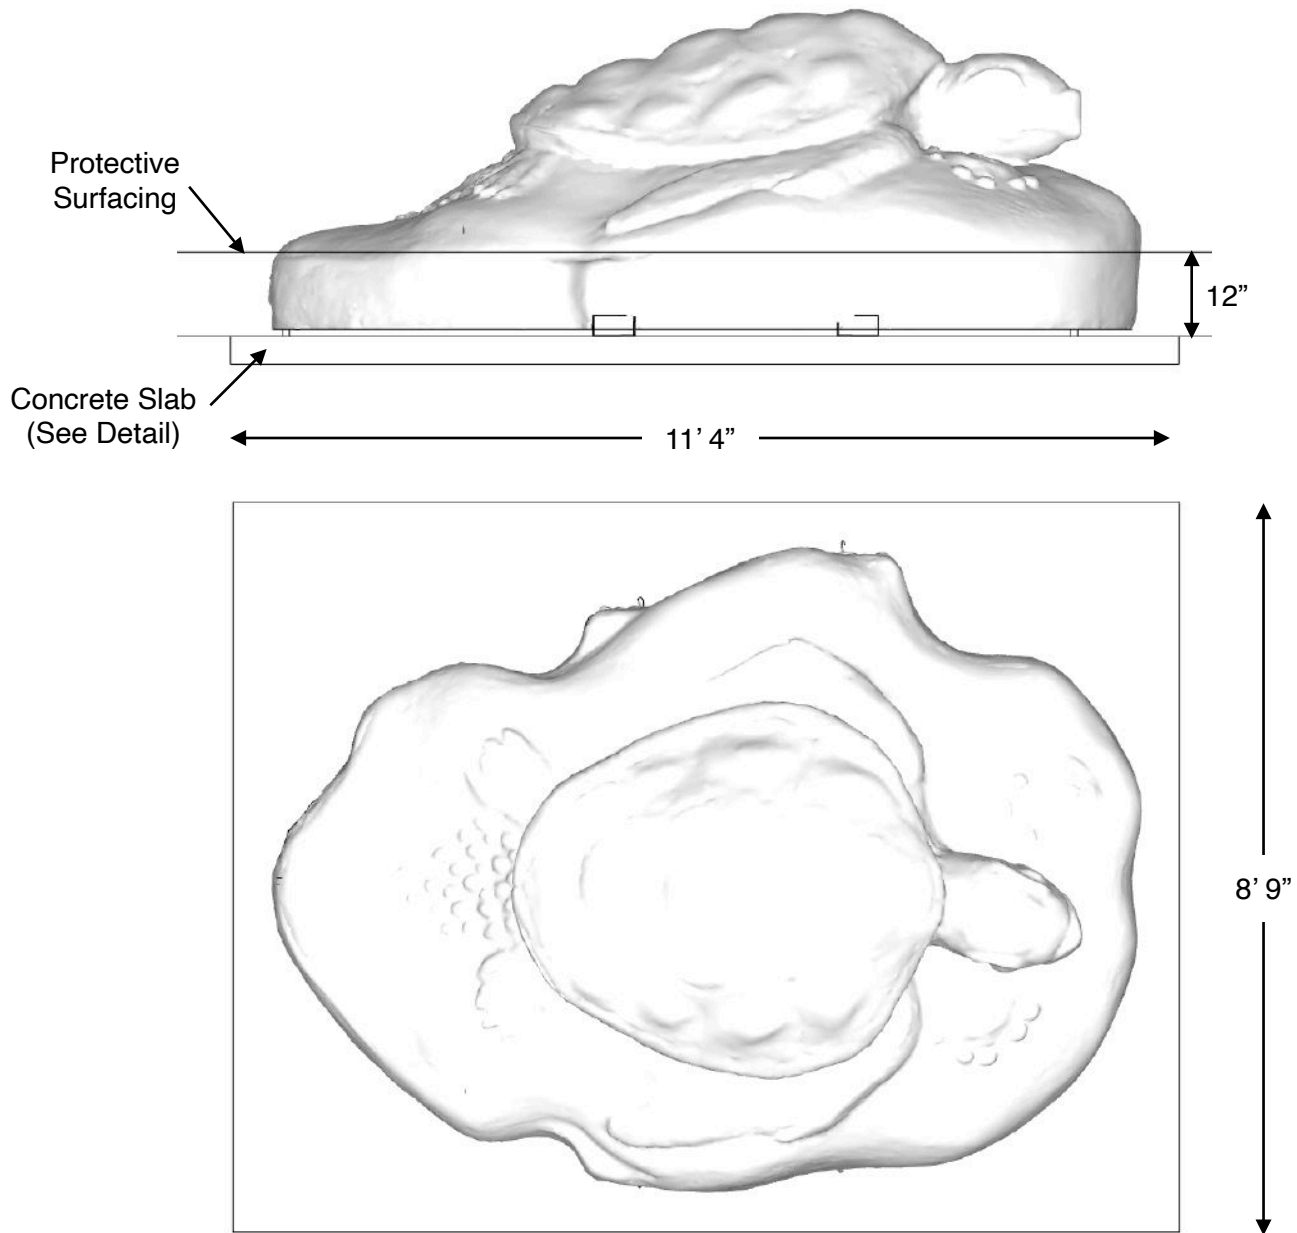 Protective
Surfacing
12”
Concrete Slab
(See Detail)
11’ 4”
8’ 9”